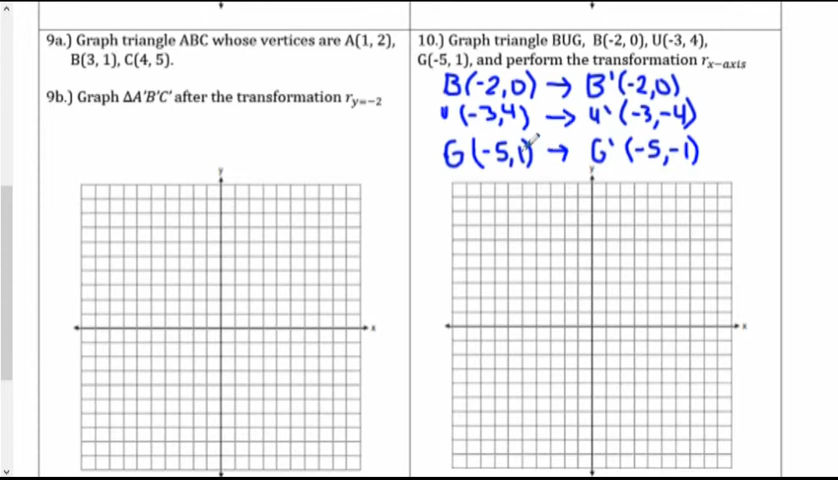 9a.) Graph triangle ABC whose vertices are A(1, 2),
B(3, 1), C(4, 5).
9b.) Graph ΔA′B′C′ after the transformation r_{y=−2}
y
x
10.) Graph triangle BUG, B(-2, 0), U(-3, 4),
G(-5, 1), and perform the transformation r_{x−axis}
B(-2,0) → B'(-2,0)
U(-3,4) → U'(-3,-4)
G(-5,1) → G'(-5,-1)
y
x